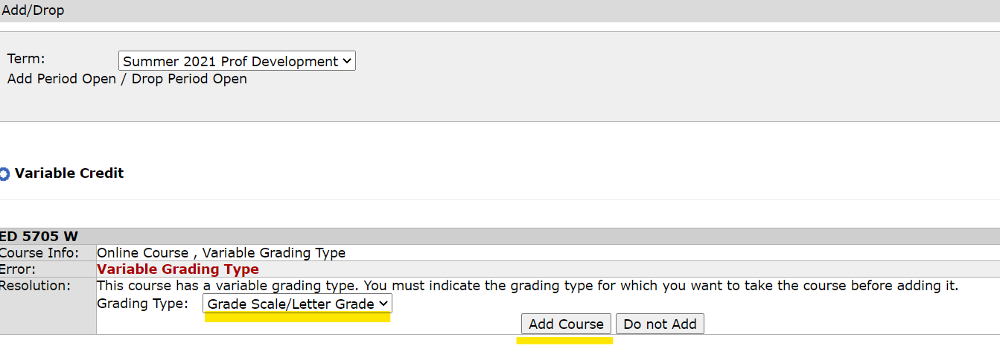 Add/Drop
Term: Summer 2021 Prof Development
Add Period Open / Drop Period Open
Variable Credit
ED 5705 W
Course Info: Online Course , Variable Grading Type
Error: Variable Grading Type
Resolution: This course has a variable grading type. You must indicate the grading type for which you want to take the course before adding it.
Grading Type: Grade Scale/Letter Grade
Add Course Do not Add